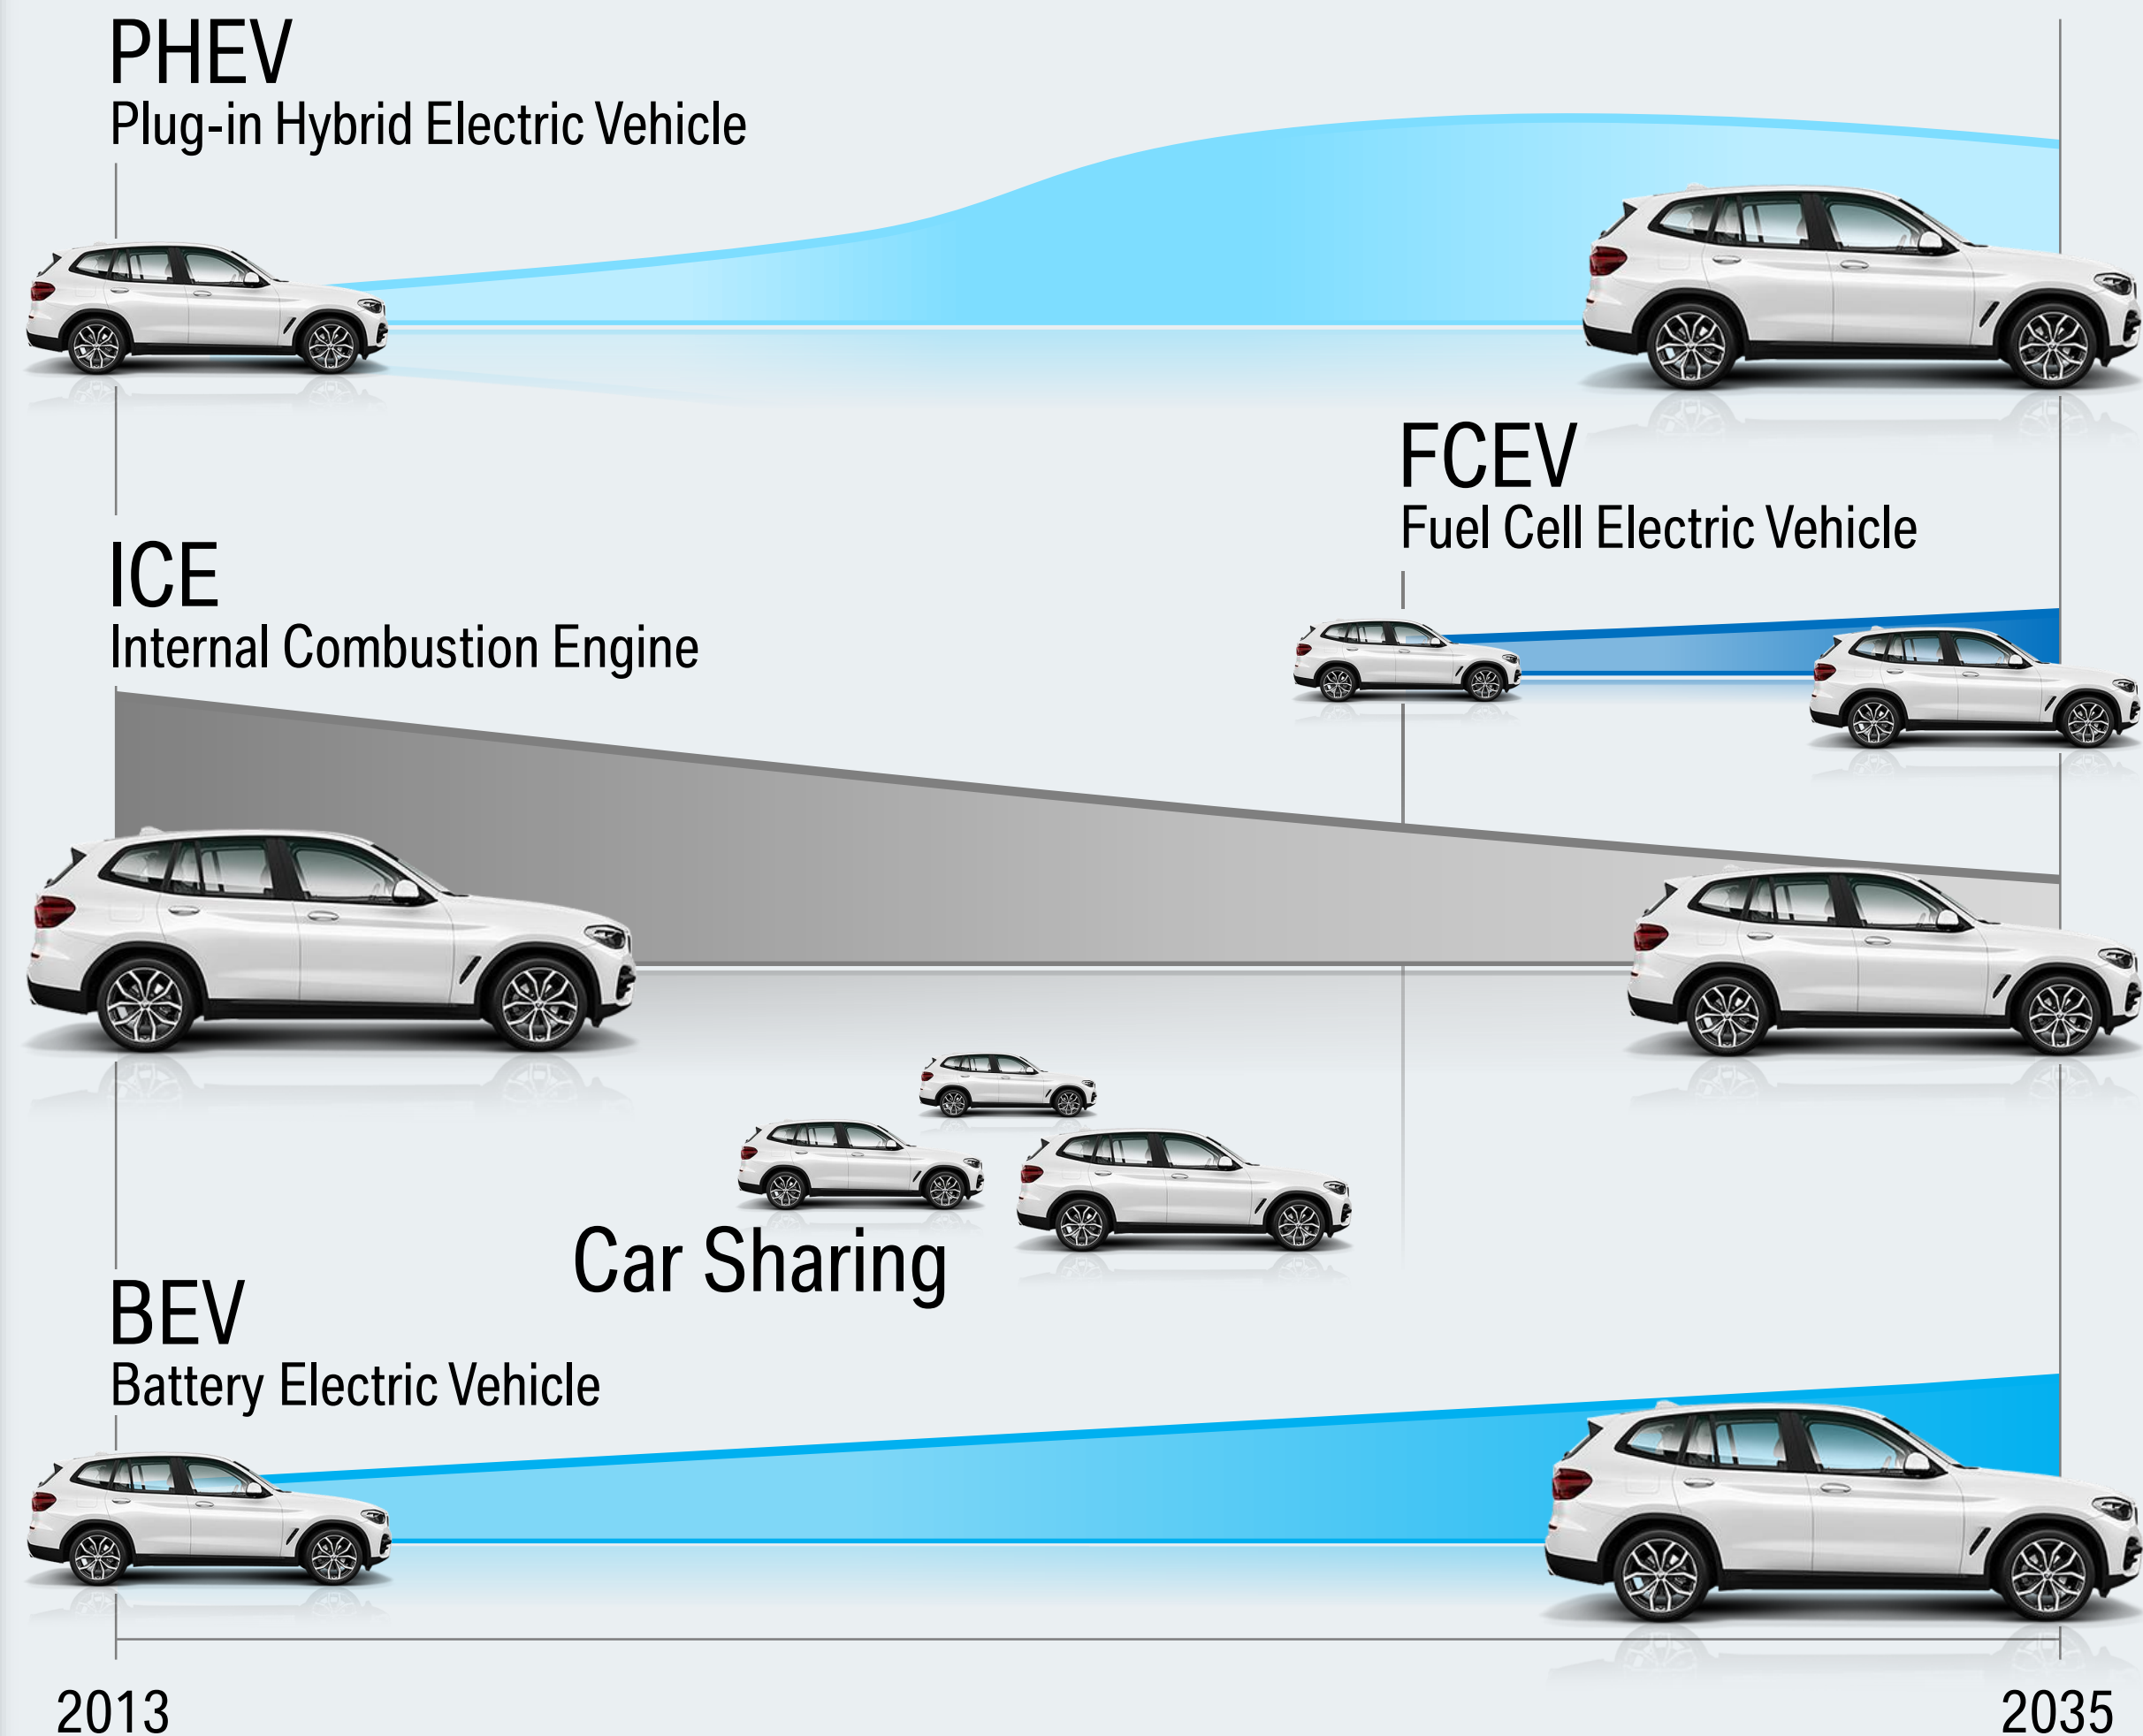 PHEV
Plug-in Hybrid Electric Vehicle
FCEV
Fuel Cell Electric Vehicle
ICE
Internal Combustion Engine
Car Sharing
BEV
Battery Electric Vehicle
2013
2035